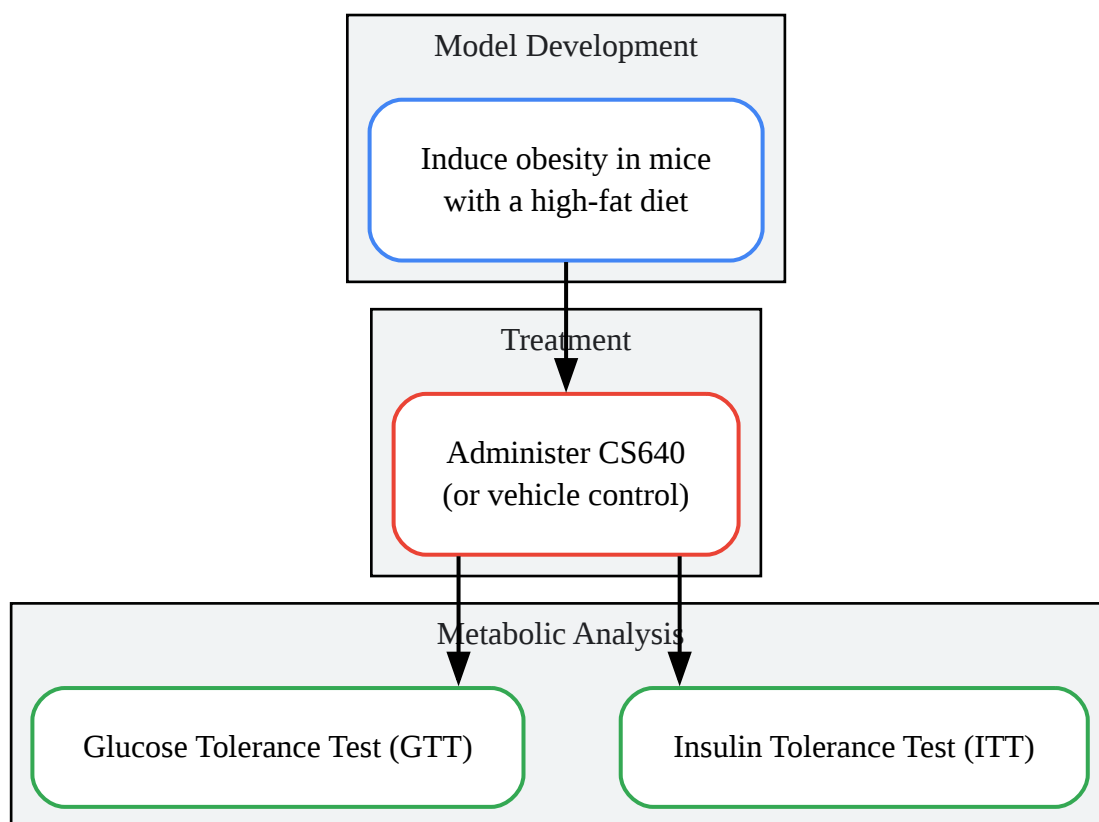 Model Development
Induce obesity in mice
with a high-fat diet
Treatment
Administer CS640
(or vehicle control)
Metabolic Analysis
Glucose Tolerance Test (GTT)
Insulin Tolerance Test (ITT)